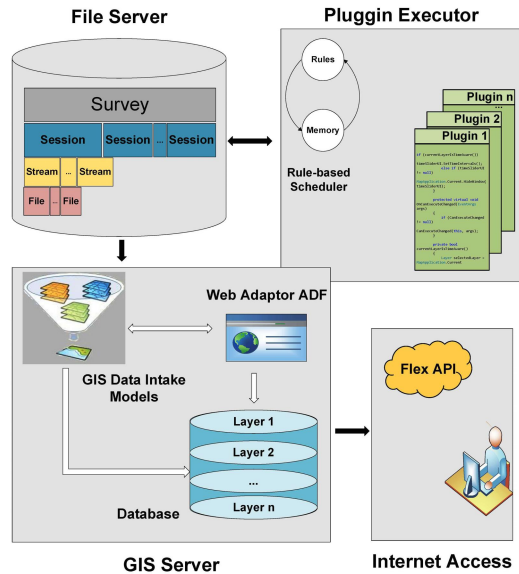 File Server
Pluggin Executor
Survey
Session
Session
...
Session
Stream
...
Stream
File
...
File
Rules
Memory
Rule-based
Scheduler
Plugin n
...
Plugin 2
Plugin 1
Web Adaptor ADF
GIS Data Intake
Models
Layer 1
Layer 2
...
Layer n
Database
GIS Server
Flex API
Internet Access